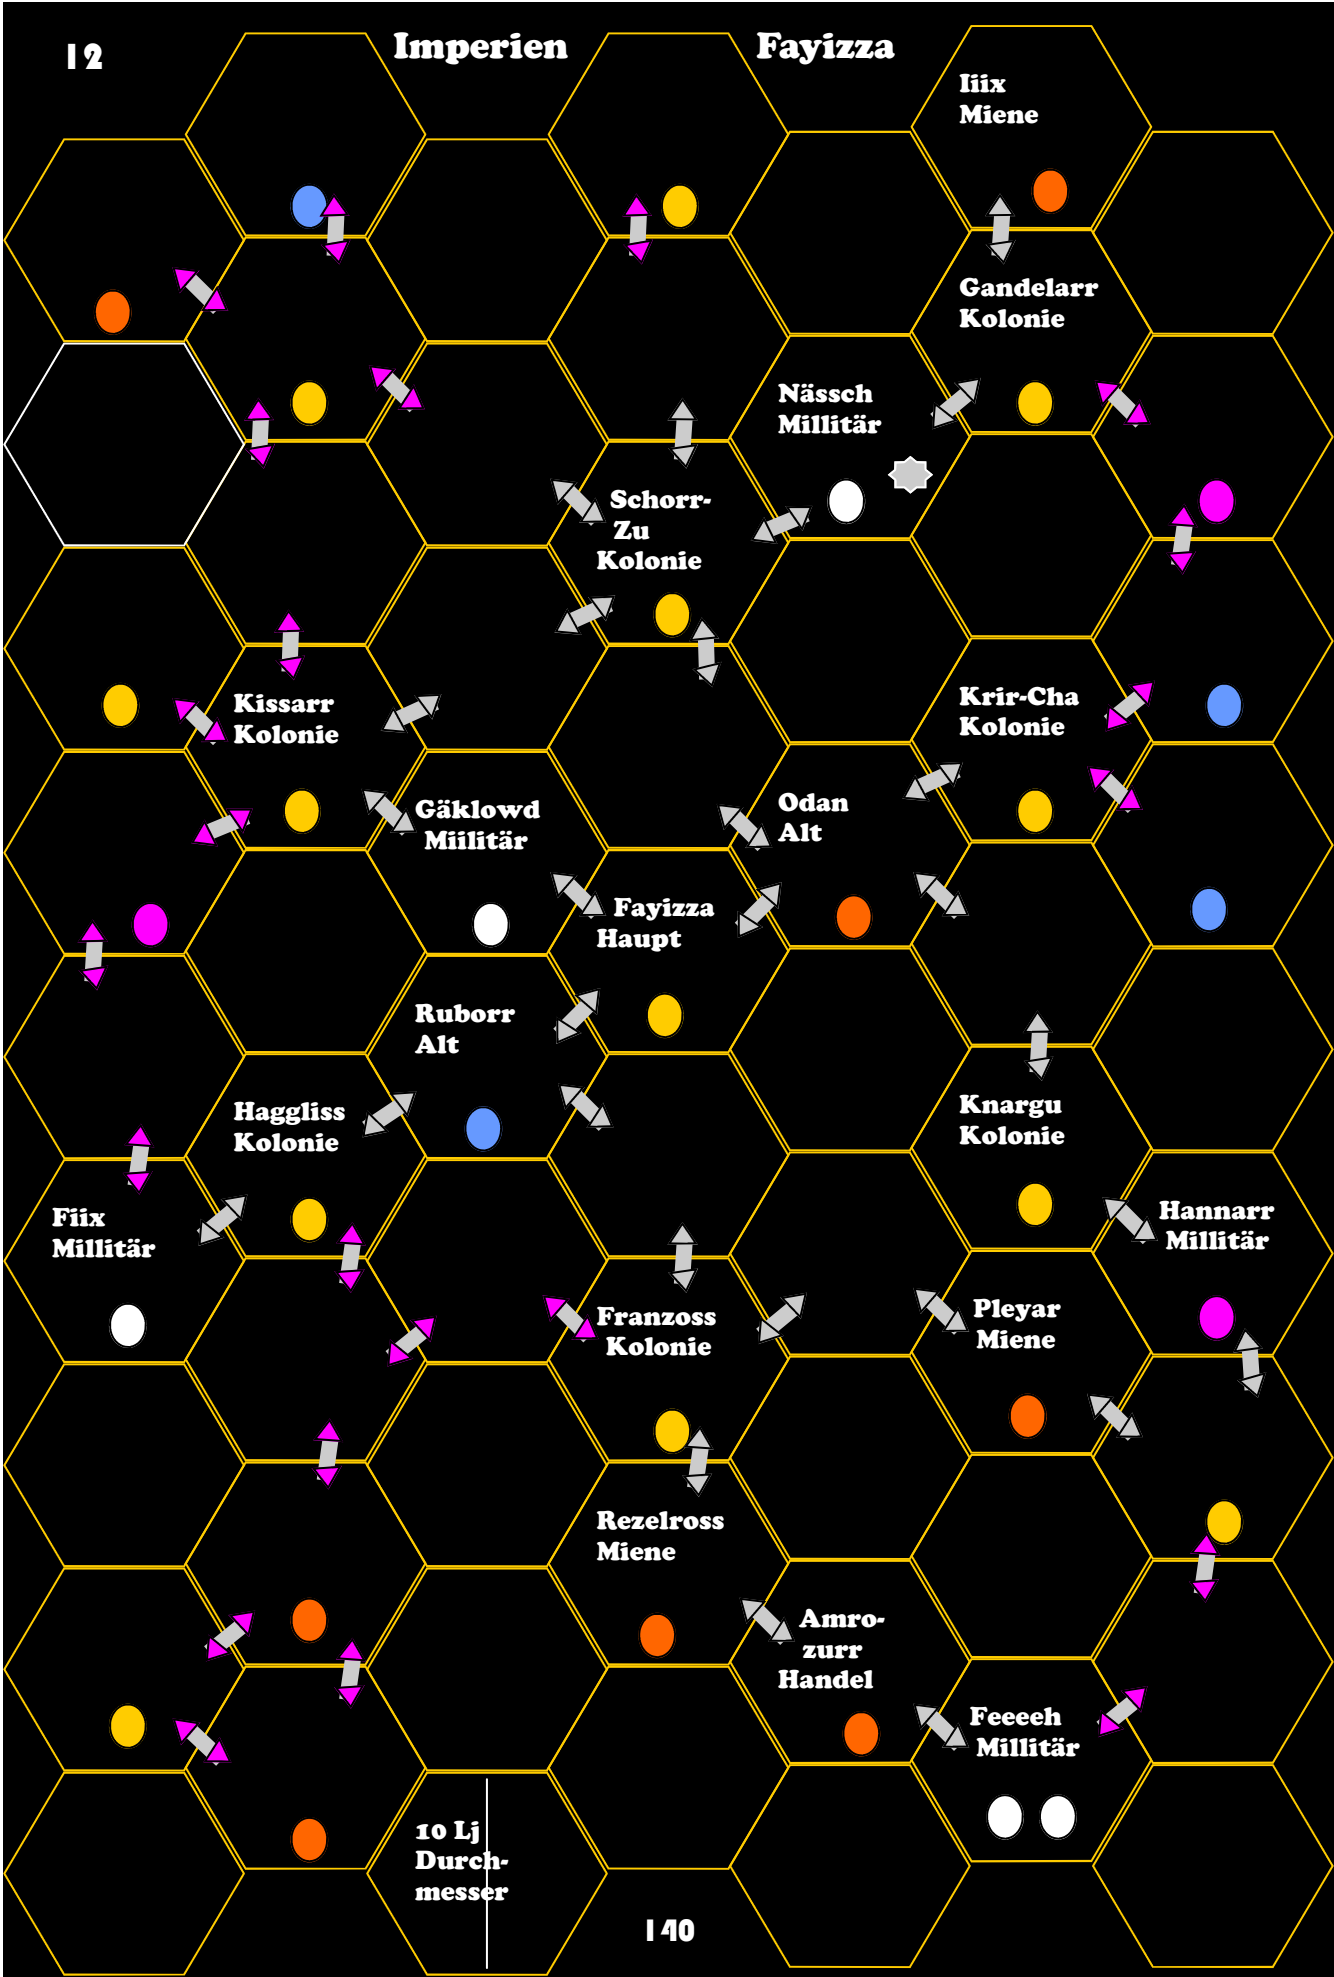 12
Imperien
Fayizza
Iiix
Miene
Gandelarr
Kolonie
Nässch
Millitär
Schorr-
Zu
Kolonie
Kissarr
Kolonie
Krir-Cha
Kolonie
Gäklowd
Miilitär
Odan
Alt
Fayizza
Haupt
Ruborr
Alt
Haggliss
Kolonie
Knargu
Kolonie
Fiix
Millitär
Hannarr
Millitär
Franzoss
Kolonie
Pleyar
Miene
Rezelross
Miene
Amro-
zurr
Handel
Feeeeh
Millitär
10 Lj
Durch-
messer
140